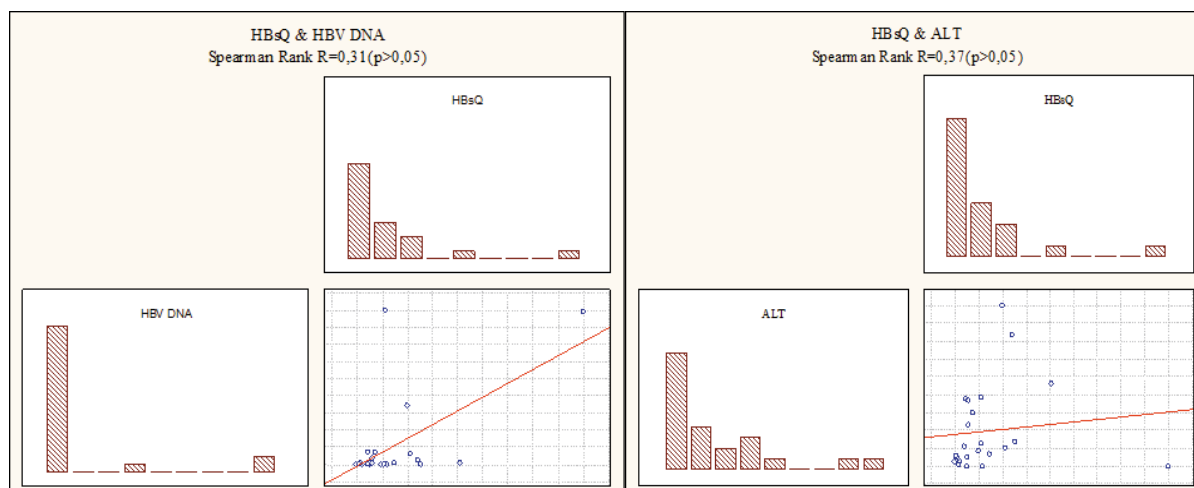 HBsQ & HBV DNA
Spearman Rank R=0,31(p>0,05)
HBsQ
HBV DNA
HBsQ & ALT
Spearman Rank R=0,37(p>0,05)
HBsQ
ALT